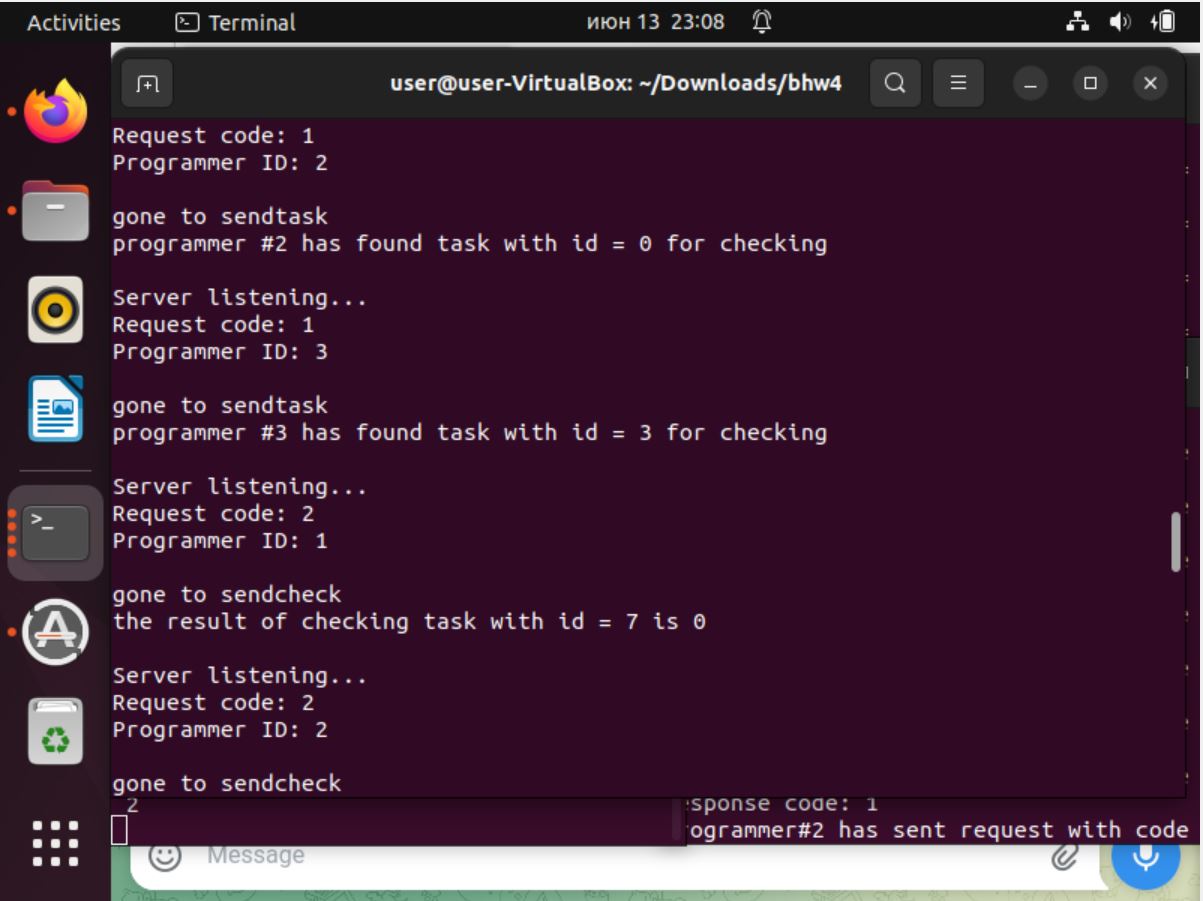 Activities Terminal июн 13 23:08
user@user-VirtualBox: ~/Downloads/bhw4
Request code: 1
Programmer ID: 2
gone to sendtask
programmer #2 has found task with id = 0 for checking
Server listening...
Request code: 1
Programmer ID: 3
gone to sendtask
programmer #3 has found task with id = 3 for checking
Server listening...
Request code: 2
Programmer ID: 1
gone to sendcheck
the result of checking task with id = 7 is 0
Server listening...
Request code: 2
Programmer ID: 2
gone to sendcheck
2
sponse code: 1
ogrammer#2 has sent request with code
Message